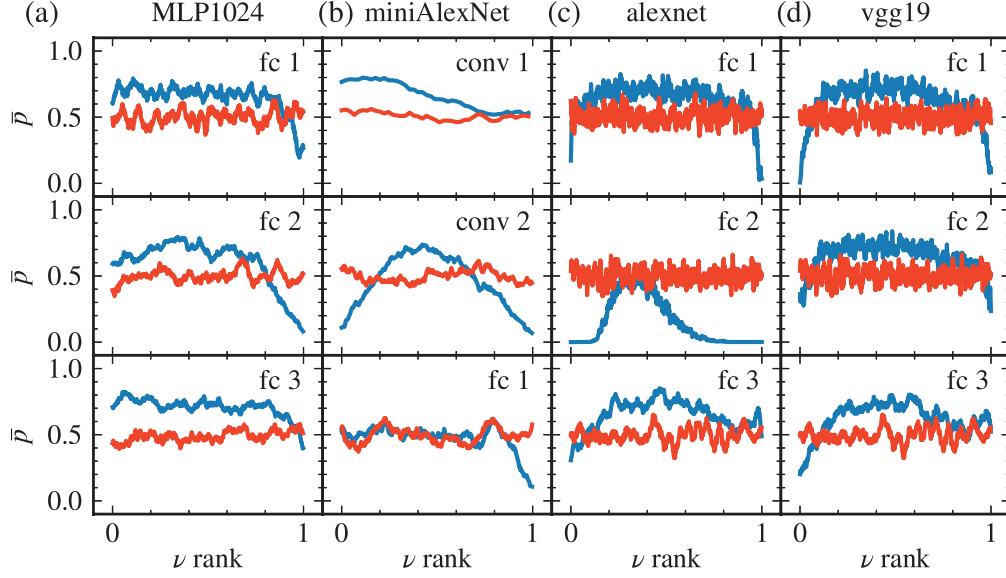 (a) MLP1024 (b) miniAlexNet (c) alexnet (d) vgg19
1.0 fc 1 conv 1 fc 1 fc 1
p̄ 0.5
0.0
1.0 fc 2 conv 2 fc 2 fc 2
p̄ 0.5
0.0
1.0 fc 3 fc 1 fc 3 fc 3
p̄ 0.5
0.0
0 1 0 1 0 1 0 1
ν rank ν rank ν rank ν rank